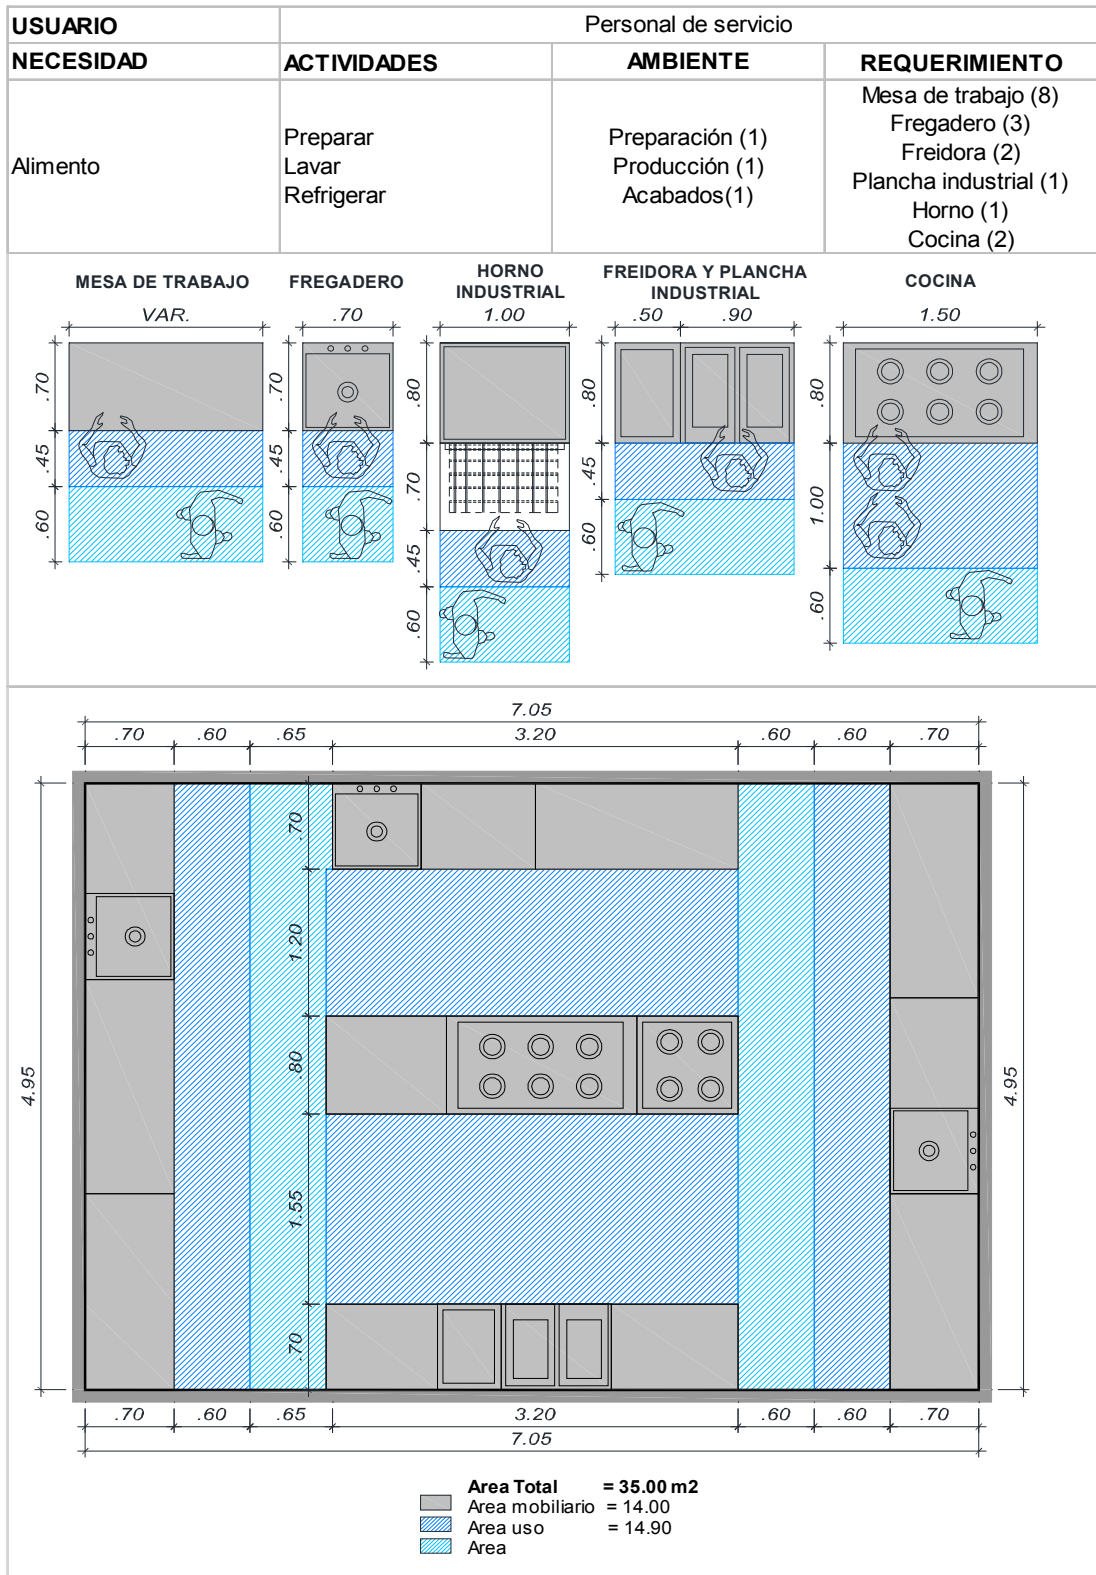 USUARIO Personal de servicio
NECESIDAD ACTIVIDADES AMBIENTE REQUERIMIENTO
Alimento
Preparar
Lavar
Refrigerar
Preparación (1)
Producción (1)
Acabados(1)
Mesa de trabajo (8)
Fregadero (3)
Freidora (2)
Plancha industrial (1)
Horno (1)
Cocina (2)
MESA DE TRABAJO
VAR.
.70
.45
.60
FREGADERO
.70
.70
.45
.60
HORNO
INDUSTRIAL
1.00
.80
.70
.45
.60
FREIDORA Y PLANCHA
INDUSTRIAL
.50 .90
.80
.45
.60
COCINA
1.50
.80
1.00
.60
7.05
.70 .60 .65 3.20 .60 .60 .70
4.95
.70
1.20
.80
1.55
.70
4.95
.70 .60 .65 3.20 .60 .60 .70
7.05
Area Total = 35.00 m2
Area mobiliario = 14.00
Area uso = 14.90
Area